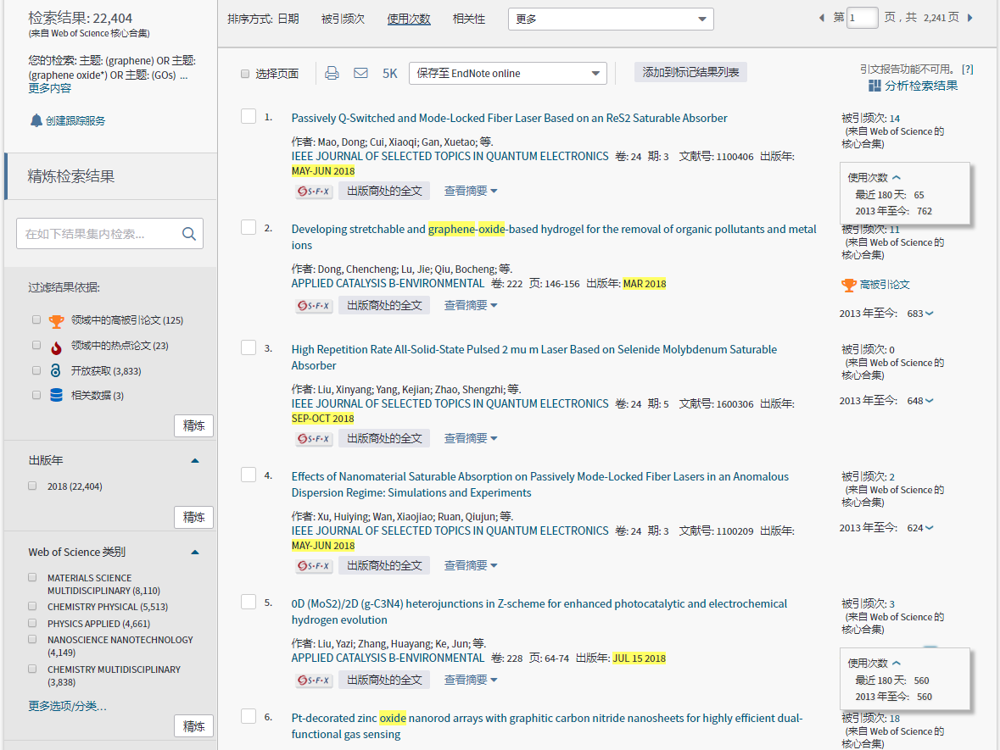 检索结果: 22,404
(来自 Web of Science 核心合集)
您的检索: 主题: (graphene) OR 主题:
(graphene oxide*) OR 主题: (GOs) ...
更多内容
创建跟踪服务
精炼检索结果
在如下结果集内检索...
过滤结果依据:
领域中的高被引论文 (125)
领域中的热点论文 (23)
开放获取 (3,833)
相关数据 (3)
精炼
出版年
2018 (22,404)
精炼
Web of Science 类别
MATERIALS SCIENCE
MULTIDISCIPLINARY (8,110)
CHEMISTRY PHYSICAL (5,513)
PHYSICS APPLIED (4,661)
NANOSCIENCE NANOTECHNOLOGY
(4,149)
CHEMISTRY MULTIDISCIPLINARY
(3,838)
更多选项/分类...
精炼
排序方式: 日期 被引频次 使用次数 相关性 更多
第 1 页，共 2,241 页
选择页面 5K 保存至 EndNote online 添加到标记结果列表
引文报告功能不可用。 [?]
分析检索结果
1. Passively Q-Switched and Mode-Locked Fiber Laser Based on an ReS2 Saturable Absorber
作者: Mao, Dong; Cui, Xiaoqi; Gan, Xuetao; 等.
IEEE JOURNAL OF SELECTED TOPICS IN QUANTUM ELECTRONICS 卷: 24 期: 3 文献号: 1100406 出版年:
MAY-JUN 2018
S·F·X 出版商处的全文 查看摘要
被引频次: 14
(来自 Web of Science 的
核心合集)
使用次数
最近 180 天: 65
2013 年至今: 762
2. Developing stretchable and graphene-oxide-based hydrogel for the removal of organic pollutants and metal
ions
作者: Dong, Chencheng; Lu, Jie; Qiu, Bocheng; 等.
APPLIED CATALYSIS B-ENVIRONMENTAL 卷: 222 页: 146-156 出版年: MAR 2018
S·F·X 出版商处的全文 查看摘要
被引频次: 11
(来自 Web of Science 的
核心合集)
高被引论文
2013 年至今: 683
3. High Repetition Rate All-Solid-State Pulsed 2 mu m Laser Based on Selenide Molybdenum Saturable
Absorber
作者: Liu, Xinyang; Yang, Kejian; Zhao, Shengzhi; 等.
IEEE JOURNAL OF SELECTED TOPICS IN QUANTUM ELECTRONICS 卷: 24 期: 5 文献号: 1600306 出版年:
SEP-OCT 2018
S·F·X 出版商处的全文 查看摘要
被引频次: 0
(来自 Web of Science 的
核心合集)
2013 年至今: 648
4. Effects of Nanomaterial Saturable Absorption on Passively Mode-Locked Fiber Lasers in an Anomalous
Dispersion Regime: Simulations and Experiments
作者: Xu, Huiying; Wan, Xiaojiao; Ruan, Qiujun; 等.
IEEE JOURNAL OF SELECTED TOPICS IN QUANTUM ELECTRONICS 卷: 24 期: 3 文献号: 1100209 出版年:
MAY-JUN 2018
S·F·X 出版商处的全文 查看摘要
被引频次: 2
(来自 Web of Science 的
核心合集)
2013 年至今: 624
5. 0D (MoS2)/2D (g-C3N4) heterojunctions in Z-scheme for enhanced photocatalytic and electrochemical
hydrogen evolution
作者: Liu, Yazi; Zhang, Huayang; Ke, Jun; 等.
APPLIED CATALYSIS B-ENVIRONMENTAL 卷: 228 页: 64-74 出版年: JUL 15 2018
S·F·X 出版商处的全文 查看摘要
被引频次: 3
(来自 Web of Science 的
核心合集)
使用次数
最近 180 天: 560
2013 年至今: 560
6. Pt-decorated zinc oxide nanorod arrays with graphitic carbon nitride nanosheets for highly efficient dual-
functional gas sensing
被引频次: 18
(来自 Web of Science 的
核心合集)